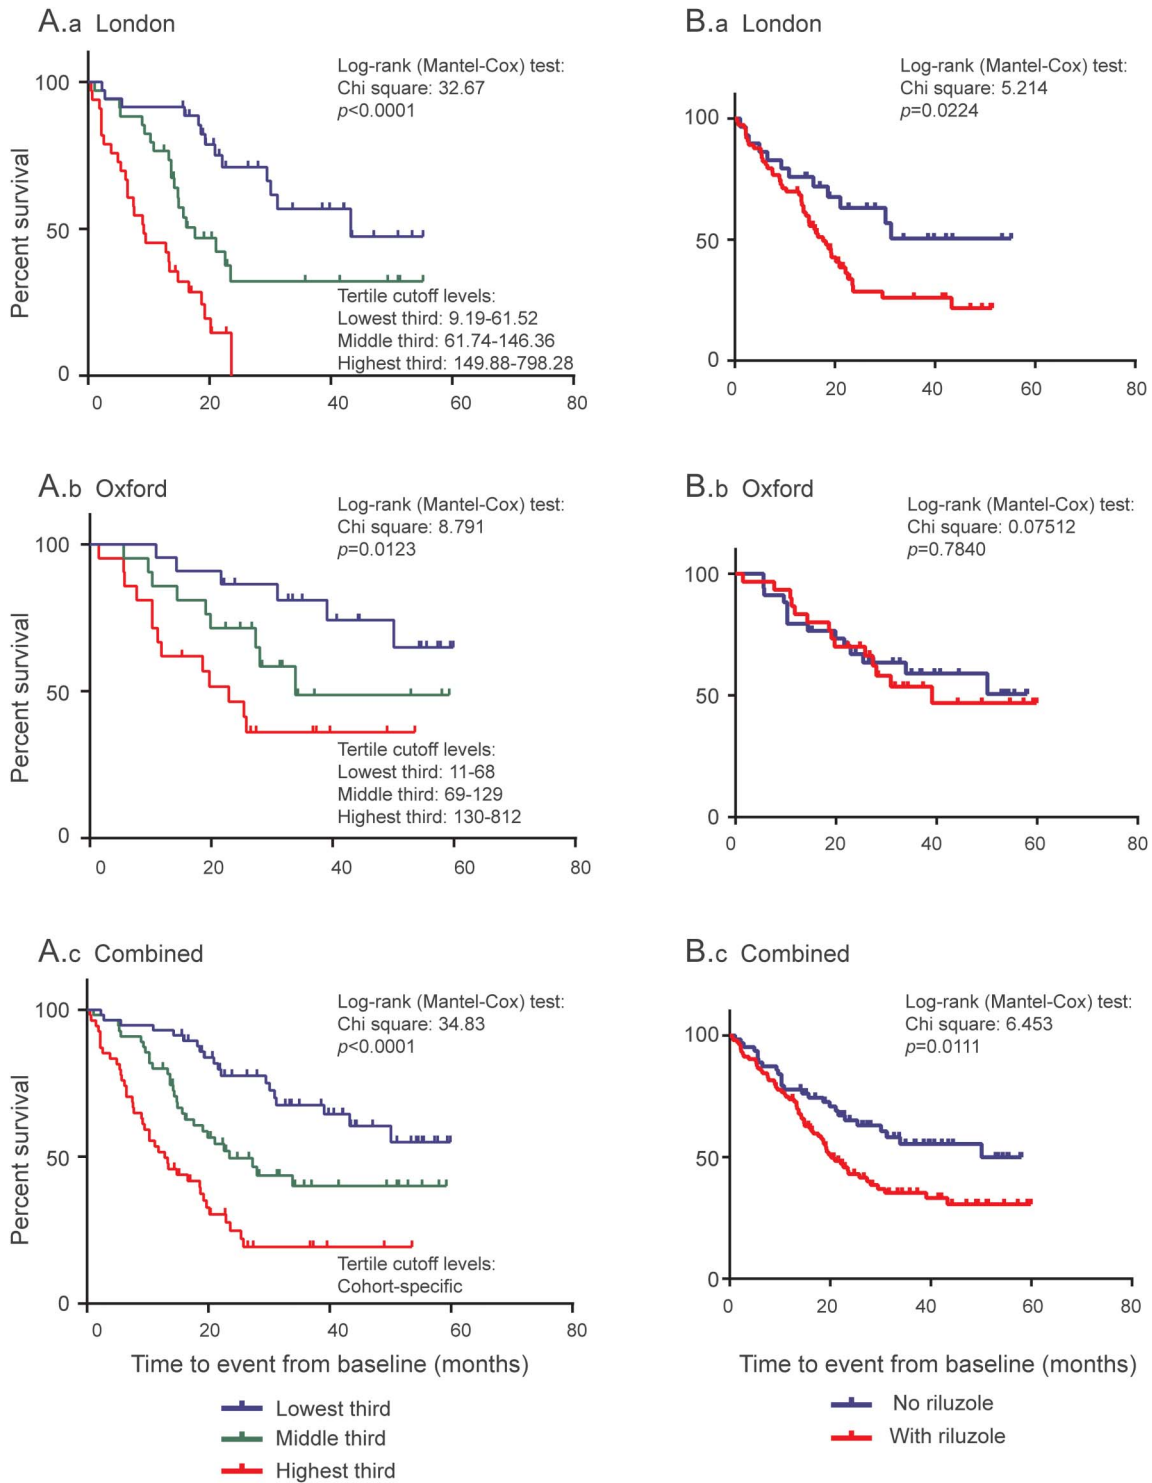 A.a London
Log-rank (Mantel-Cox) test:
Chi square: 32.67
p<0.0001
100
50
0
Percent survival
Tertile cutoff levels:
Lowest third: 9.19-61.52
Middle third: 61.74-146.36
Highest third: 149.88-798.28
0 20 40 60 80
B.a London
Log-rank (Mantel-Cox) test:
Chi square: 5.214
p=0.0224
100
50
0
0 20 40 60 80
A.b Oxford
Log-rank (Mantel-Cox) test:
Chi square: 8.791
p=0.0123
100
50
0
Percent survival
Tertile cutoff levels:
Lowest third: 11-68
Middle third: 69-129
Highest third: 130-812
0 20 40 60 80
B.b Oxford
Log-rank (Mantel-Cox) test:
Chi square: 0.07512
p=0.7840
100
50
0
0 20 40 60 80
A.c Combined
Log-rank (Mantel-Cox) test:
Chi square: 34.83
p<0.0001
100
50
0
Percent survival
Tertile cutoff levels:
Cohort-specific
0 20 40 60 80
Time to event from baseline (months)
Lowest third
Middle third
Highest third
B.c Combined
Log-rank (Mantel-Cox) test:
Chi square: 6.453
p=0.0111
100
50
0
0 20 40 60 80
Time to event from baseline (months)
No riluzole
With riluzole